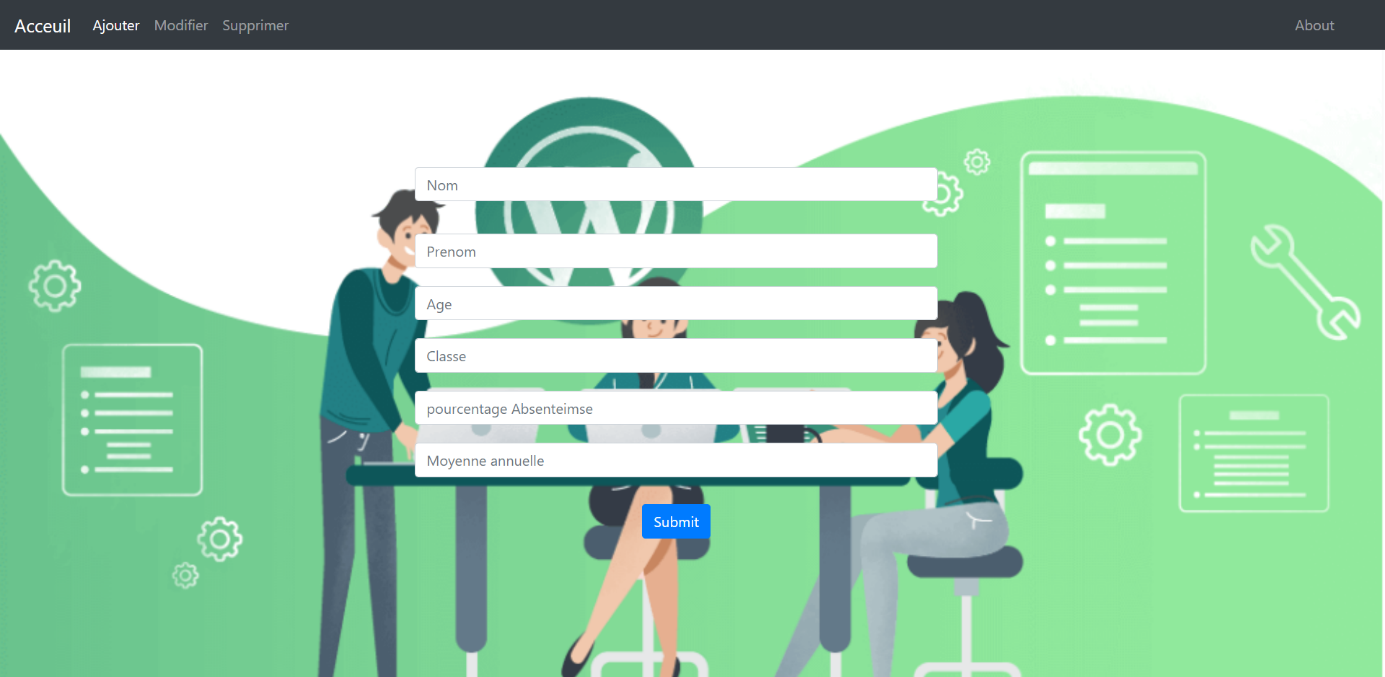 Acceuil Ajouter Modifier Supprimer About
W
Nom
Prenom
Age
Classe
pourcentage Absenteimse
Moyenne annuelle
Submit